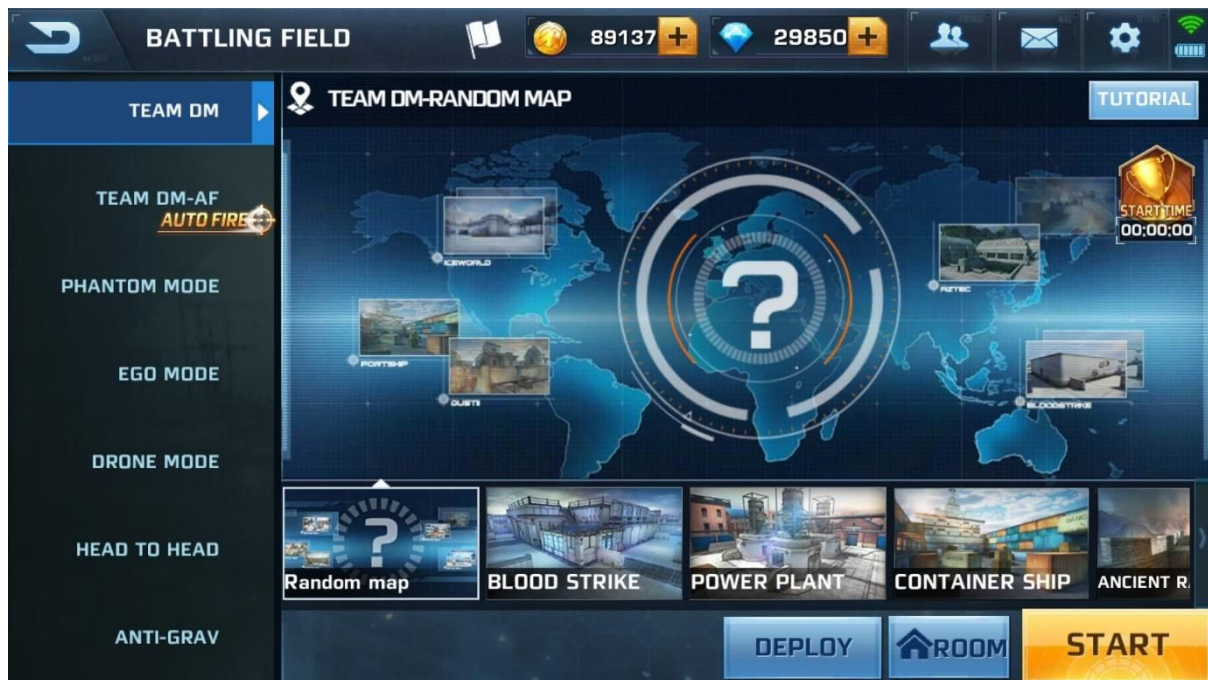 BATTLING FIELD
89137 +
29850 +
TEAM DM
TEAM DM-RANDOM MAP
TUTORIAL
TEAM DM-AF
AUTO FIRE
PHANTOM MODE
EGO MODE
DRONE MODE
HEAD TO HEAD
ANTI-GRAV
START TIME
00:00:00
ICEWORLD
?
AZTEC
PORTSHIP
DUSTII
BLOODSTRIKE
?
Random map
BLOOD STRIKE
POWER PLANT
CONTAINER SHIP
ANCIENT R
DEPLOY
ROOM
START